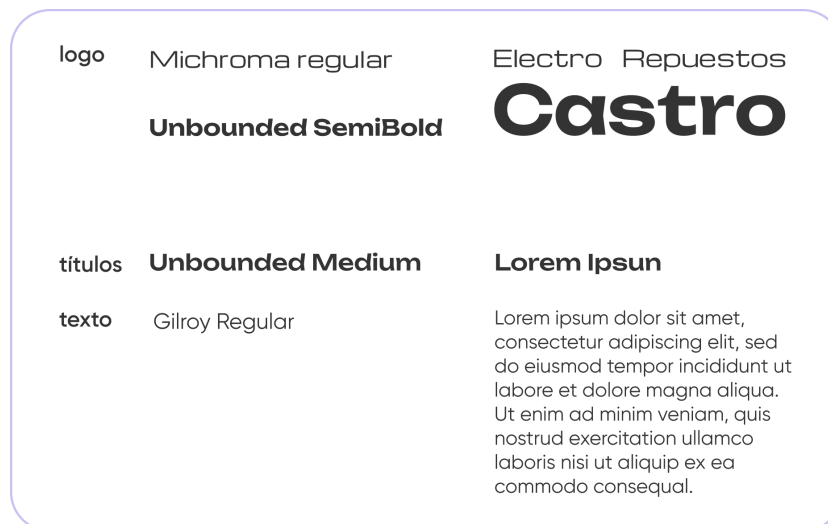 logo
Michroma regular
Unbounded SemiBold
Electro Repuestos
Castro
títulos
Unbounded Medium
Lorem Ipsun
texto
Gilroy Regular
Lorem ipsum dolor sit amet,
consectetur adipiscing elit, sed
do eiusmod tempor incididunt ut
labore et dolore magna aliqua.
Ut enim ad minim veniam, quis
nostrud exercitation ullamco
laboris nisi ut aliquip ex ea
commodo consequal.